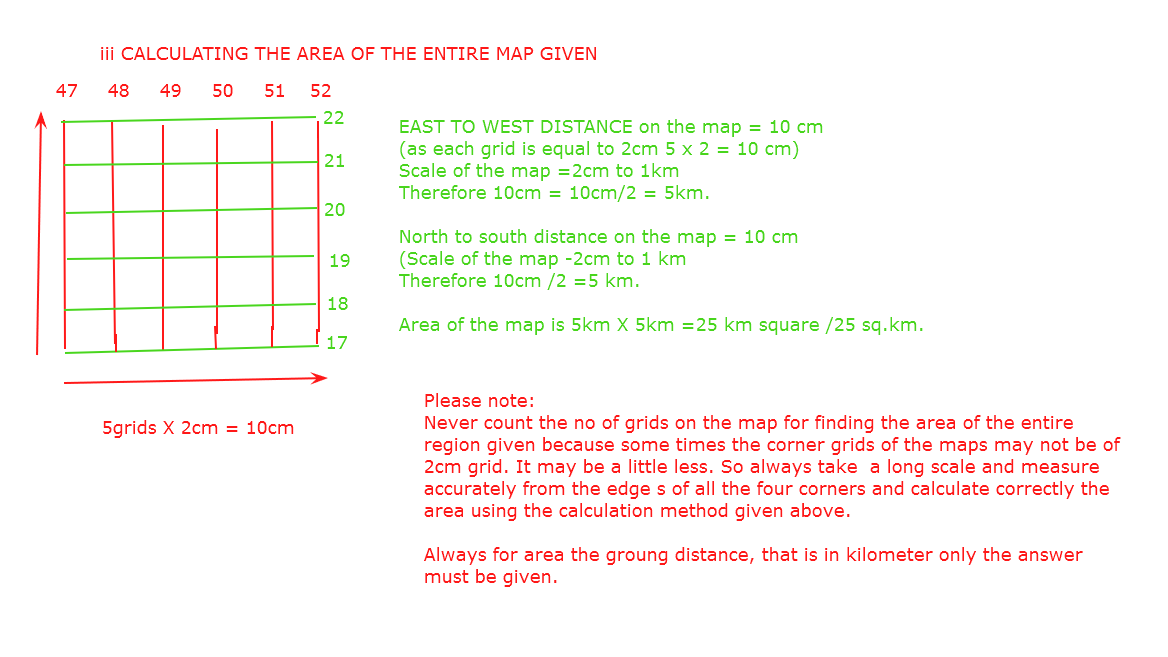 iii CALCULATING THE AREA OF THE ENTIRE MAP GIVEN
47 48 49 50 51 52
22
21
20
19
18
17
5grids X 2cm = 10cm
EAST TO WEST DISTANCE on the map = 10 cm
(as each grid is equal to 2cm 5 x 2 = 10 cm)
Scale of the map =2cm to 1km
Therefore 10cm = 10cm/2 = 5km.
North to south distance on the map = 10 cm
(Scale of the map -2cm to 1 km
Therefore 10cm /2 =5 km.
Area of the map is 5km X 5km =25 km square /25 sq.km.
Please note:
Never count the no of grids on the map for finding the area of the entire
region given because some times the corner grids of the maps may not be of
2cm grid. It may be a little less. So always take  a long scale and measure
accurately from the edge s of all the four corners and calculate correctly the
area using the calculation method given above.
Always for area the groung distance, that is in kilometer only the answer
must be given.